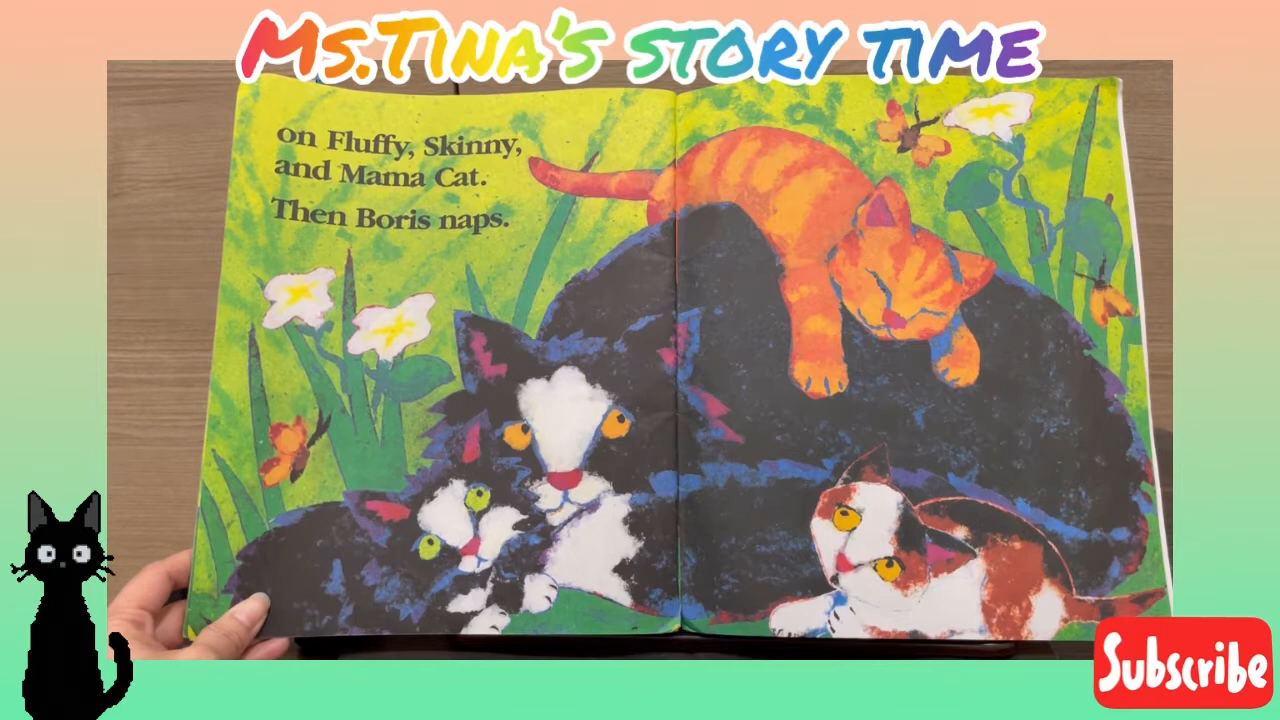 Ms.Tina's story time
on Fluffy, Skinny,
and Mama Cat.
Then Boris naps.
Subscribe